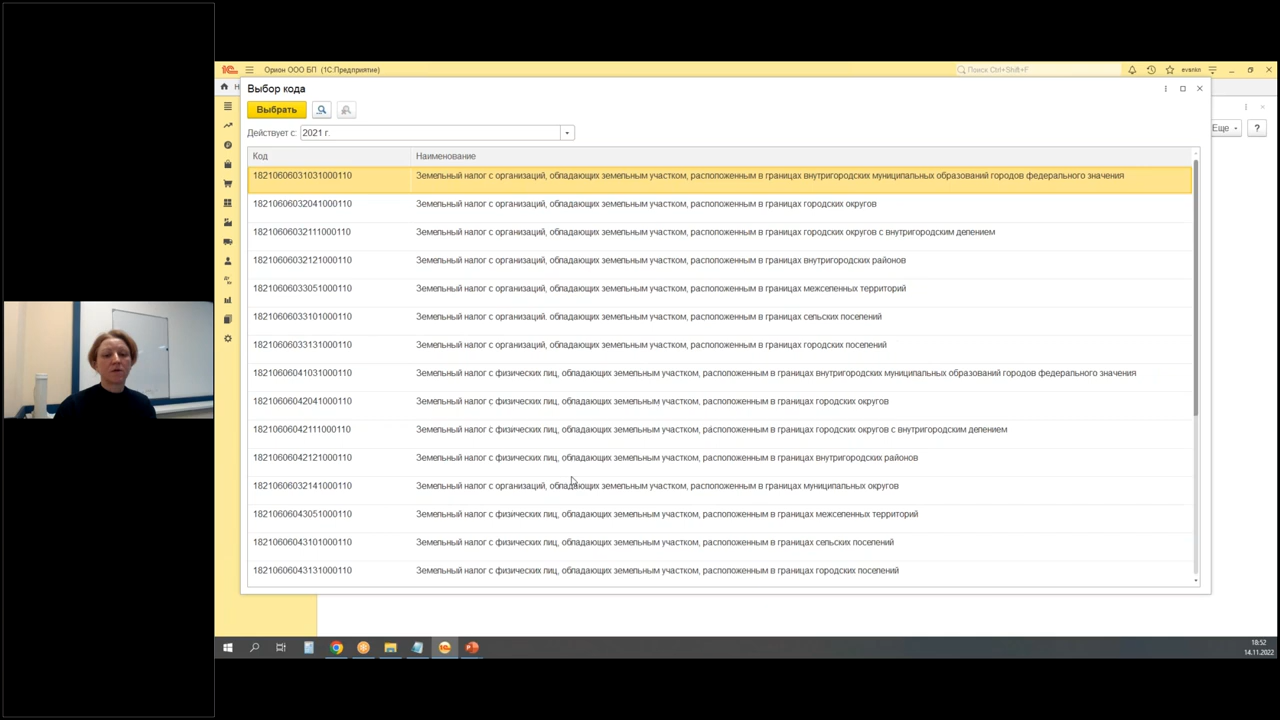 1С Орион ООО БП (1С:Предприятие) Поиск Ctrl+Shift+F evankn
Н
Выбор кода
Выбрать
Еще ?
Действует с: 2021 г.
Код Наименование
18210606031031000110 Земельный налог с организаций, обладающих земельным участком, расположенным в границах внутригородских муниципальных образований городов федерального значения
18210606032041000110 Земельный налог с организаций, обладающих земельным участком, расположенным в границах городских округов
18210606032111000110 Земельный налог с организаций, обладающих земельным участком, расположенным в границах городских округов с внутригородским делением
18210606032121000110 Земельный налог с организаций, обладающих земельным участком, расположенным в границах внутригородских районов
18210606033051000110 Земельный налог с организаций, обладающих земельным участком, расположенным в границах межселенных территорий
18210606033101000110 Земельный налог с организаций. обладающих земельным участком, расположенным в границах сельских поселений
18210606033131000110 Земельный налог с организаций, обладающих земельным участком, расположенным в границах городских поселений
18210606041031000110 Земельный налог с физических лиц, обладающих земельным участком, расположенным в границах внутригородских муниципальных образований городов федерального значения
18210606042041000110 Земельный налог с физических лиц, обладающих земельным участком, расположенным в границах городских округов
18210606042111000110 Земельный налог с физических лиц, обладающих земельным участком, расположенным в границах городских округов с внутригородским делением
18210606042121000110 Земельный налог с физических лиц, обладающих земельным участком, расположенным в границах внутригородских районов
18210606032141000110 Земельный налог с организаций, обладающих земельным участком, расположенным в границах муниципальных округов
18210606043051000110 Земельный налог с физических лиц, обладающих земельным участком, расположенным в границах межселенных территорий
18210606043101000110 Земельный налог с физических лиц, обладающих земельным участком, расположенным в границах сельских поселений
18210606043131000110 Земельный налог с физических лиц, обладающих земельным участком, расположенным в границах городских поселений
18:52
14.11.2022